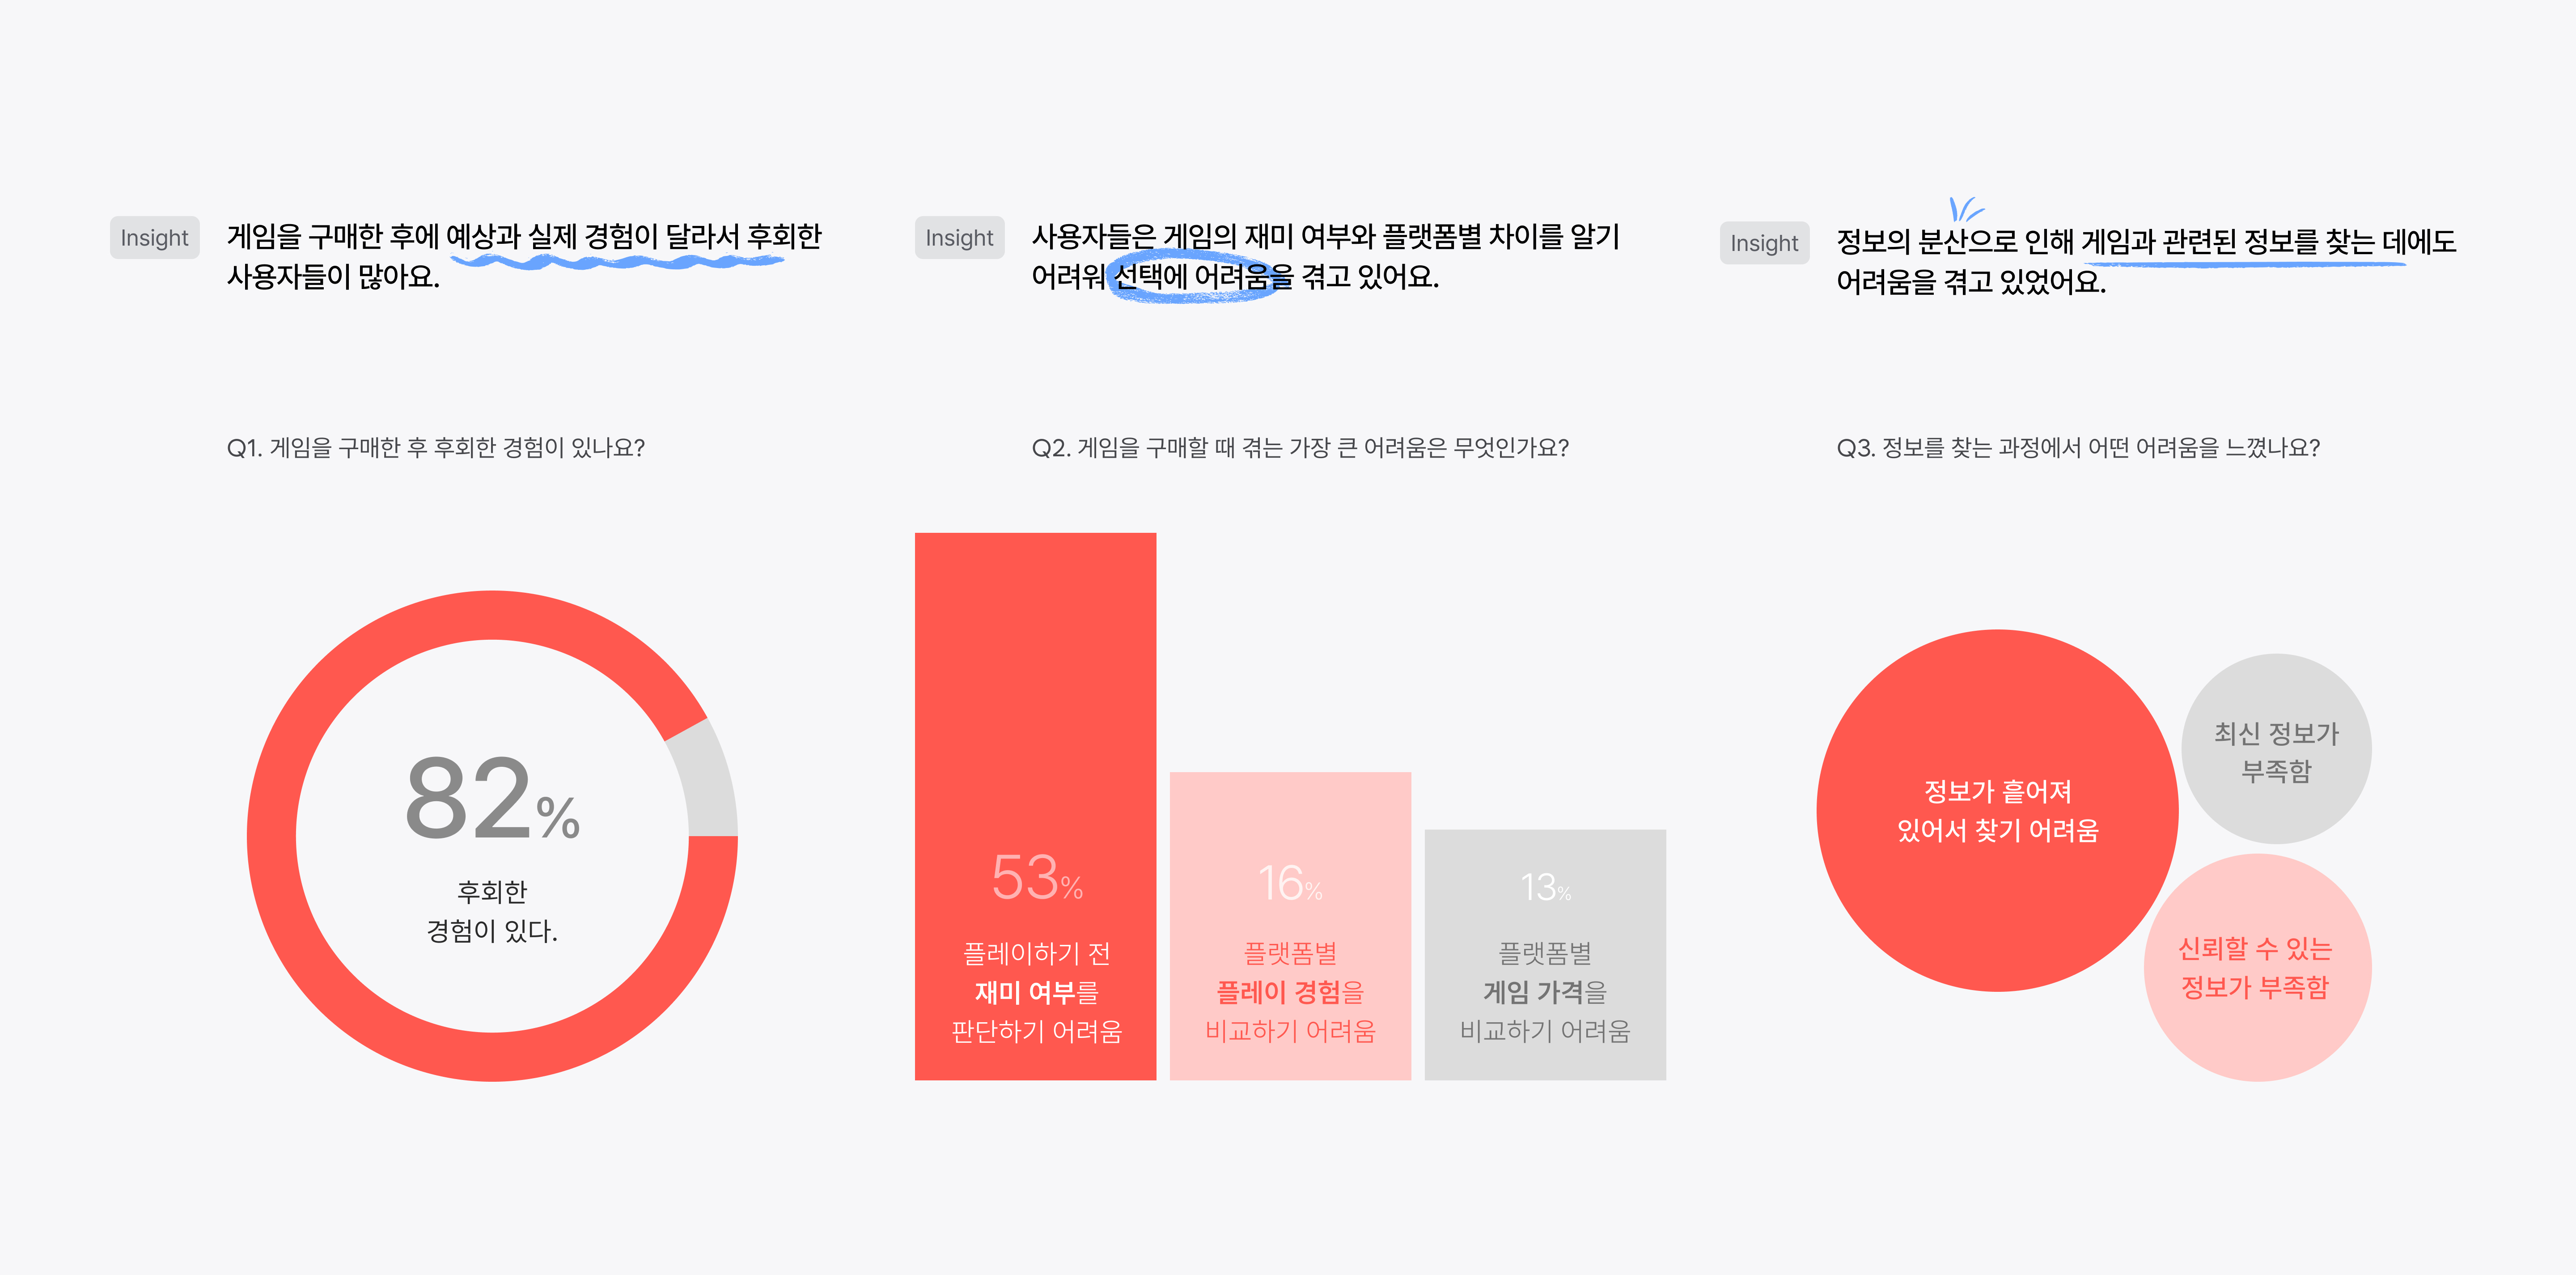 Insight
게임을 구매한 후에 예상과 실제 경험이 달라서 후회한
사용자들이 많아요.
Q1. 게임을 구매한 후 후회한 경험이 있나요?
82%
후회한
경험이 있다.
Insight
사용자들은 게임의 재미 여부와 플랫폼별 차이를 알기
어려워 선택에 어려움을 겪고 있어요.
Q2. 게임을 구매할 때 겪는 가장 큰 어려움은 무엇인가요?
53%
플레이하기 전
재미 여부를
판단하기 어려움
16%
플랫폼별
플레이 경험을
비교하기 어려움
13%
플랫폼별
게임 가격을
비교하기 어려움
Insight
정보의 분산으로 인해 게임과 관련된 정보를 찾는 데에도
어려움을 겪고 있었어요.
Q3. 정보를 찾는 과정에서 어떤 어려움을 느꼈나요?
정보가 흩어져
있어서 찾기 어려움
최신 정보가
부족함
신뢰할 수 있는
정보가 부족함